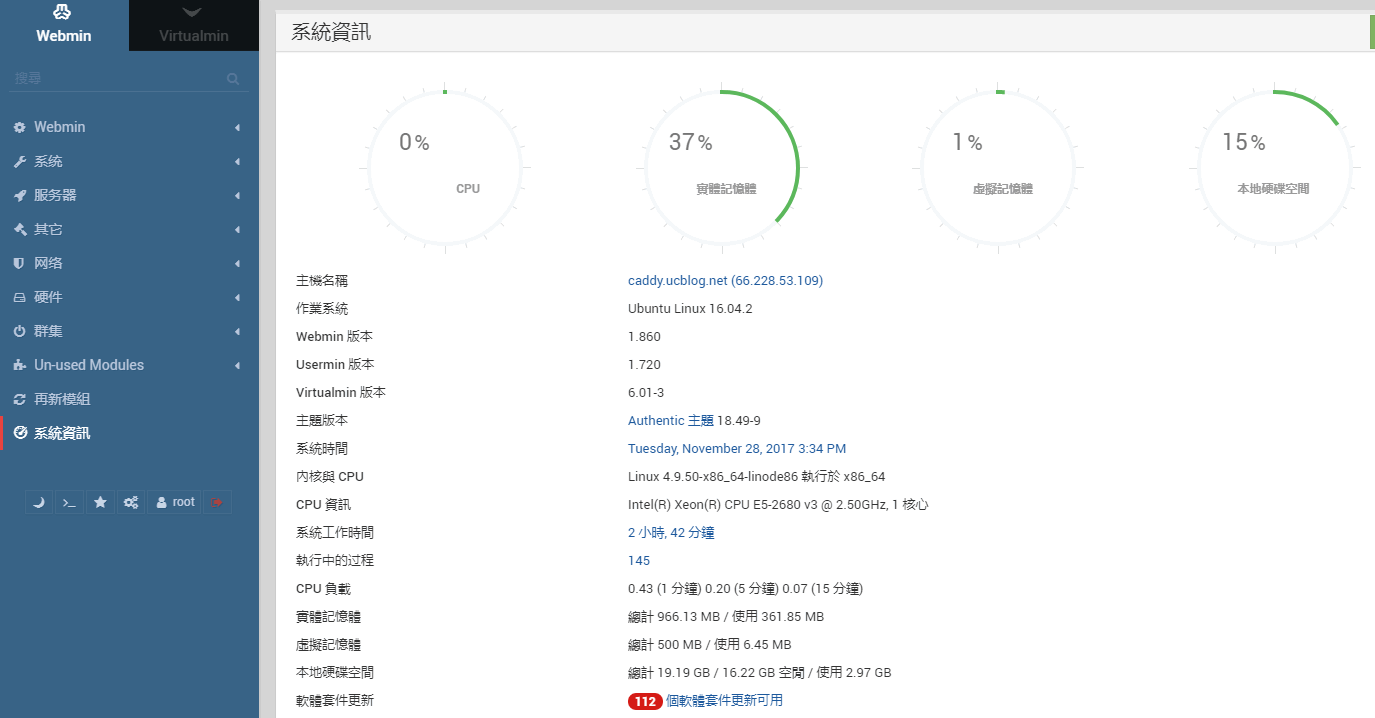 Webmin
Virtualmin
搜尋
Webmin
系统
服务器
其它
网络
硬件
群集
Un-used Modules
再新模組
系統資訊
>_
root
系統資訊
0%
CPU
37%
實體記憶體
1%
虛擬記憶體
15%
本地硬碟空間
主機名稱 caddy.ucblog.net (66.228.53.109)
作業系統 Ubuntu Linux 16.04.2
Webmin 版本 1.860
Usermin 版本 1.720
Virtualmin 版本 6.01-3
主題版本 Authentic 主題 18.49-9
系統時間 Tuesday, November 28, 2017 3:34 PM
內核與 CPU Linux 4.9.50-x86_64-linode86 執行於 x86_64
CPU 資訊 Intel(R) Xeon(R) CPU E5-2680 v3 @ 2.50GHz, 1 核心
系統工作時間 2 小時, 42 分鐘
執行中的过程 145
CPU 負載 0.43 (1 分鐘) 0.20 (5 分鐘) 0.07 (15 分鐘)
實體記憶體 總計 966.13 MB / 使用 361.85 MB
虛擬記憶體 總計 500 MB / 使用 6.45 MB
本地硬碟空間 總計 19.19 GB / 16.22 GB 空閒 / 使用 2.97 GB
軟體套件更新 112 個軟體套件更新可用